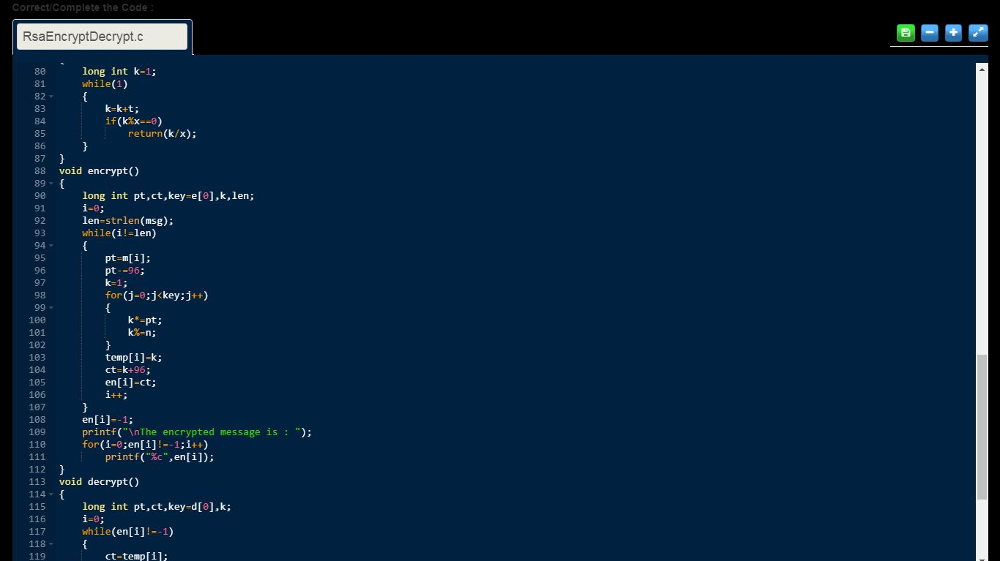 Correct/Complete the Code :
RsaEncryptDecrypt.c
{
80 long int k=1;
81 while(1)
82 {
83 k=k+t;
84 if(k%x==0)
85 return(k/x);
86 }
87 }
88 void encrypt()
89 {
90 long int pt,ct,key=e[0],k,len;
91 i=0;
92 len=strlen(msg);
93 while(i!=len)
94 {
95 pt=m[i];
96 pt-=96;
97 k=1;
98 for(j=0;j<key;j++)
99 {
100 k*=pt;
101 k%=n;
102 }
103 temp[i]=k;
104 ct=k+96;
105 en[i]=ct;
106 i++;
107 }
108 en[i]=-1;
109 printf("\nThe encrypted message is : ");
110 for(i=0;en[i]!=-1;i++)
111 printf("%c",en[i]);
112 }
113 void decrypt()
114 {
115 long int pt,ct,key=d[0],k;
116 i=0;
117 while(en[i]!=-1)
118 {
119 ct=temp[i];